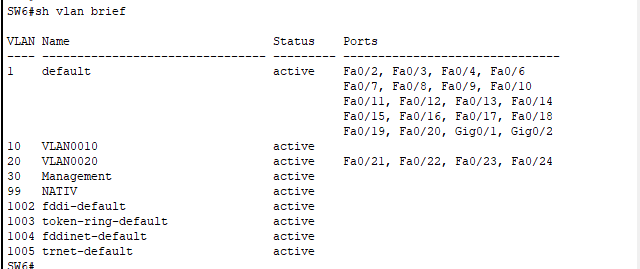 SW6#sh vlan brief
VLAN Name                             Status    Ports
---- -------------------------------- --------- -------------------------------
1    default                          active    Fa0/2, Fa0/3, Fa0/4, Fa0/6
                                                Fa0/7, Fa0/8, Fa0/9, Fa0/10
                                                Fa0/11, Fa0/12, Fa0/13, Fa0/14
                                                Fa0/15, Fa0/16, Fa0/17, Fa0/18
                                                Fa0/19, Fa0/20, Gig0/1, Gig0/2
10   VLAN0010                         active
20   VLAN0020                         active    Fa0/21, Fa0/22, Fa0/23, Fa0/24
30   Management                       active
99   NATIV                            active
1002 fddi-default                     active
1003 token-ring-default               active
1004 fddinet-default                  active
1005 trnet-default                    active
SW6#